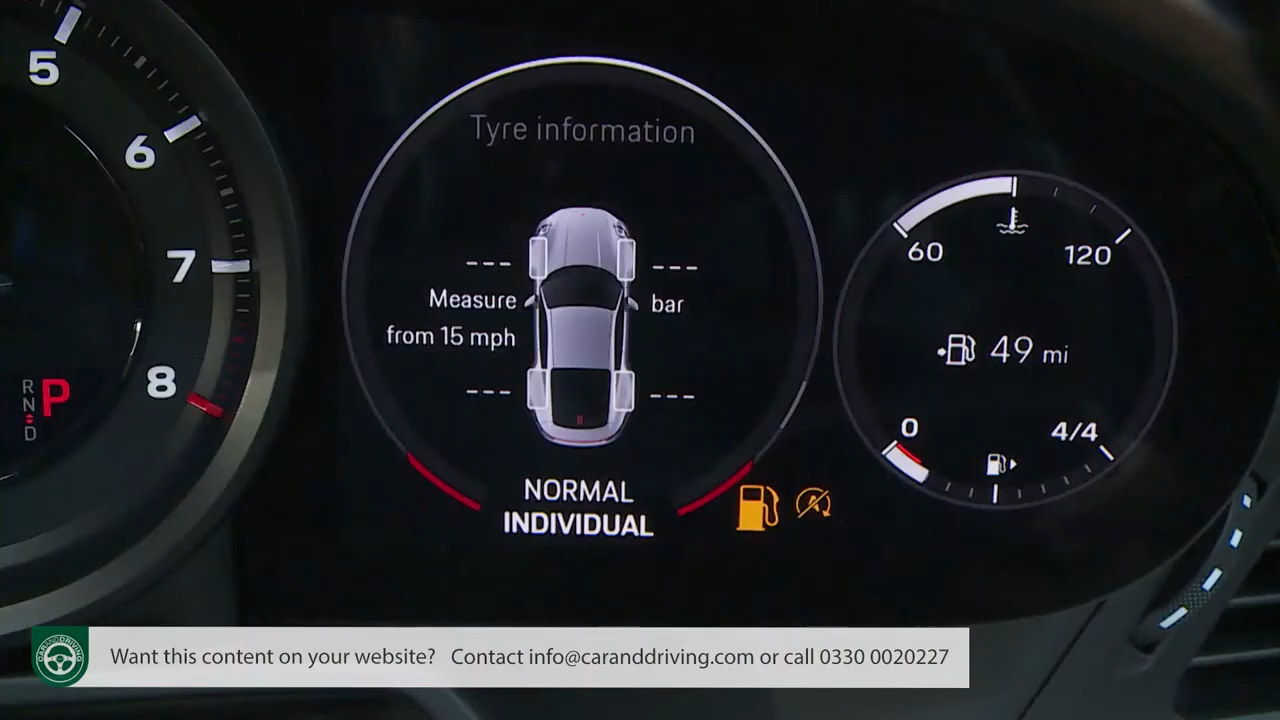 5
6
7
8
R
N
D
P
Tyre information
--- ---
Measure bar
from 15 mph
--- ---
NORMAL
INDIVIDUAL
60 120
49 mi
0 4/4
CARANDDRIVING
Want this content on your website? Contact info@caranddriving.com or call 0330 0020227